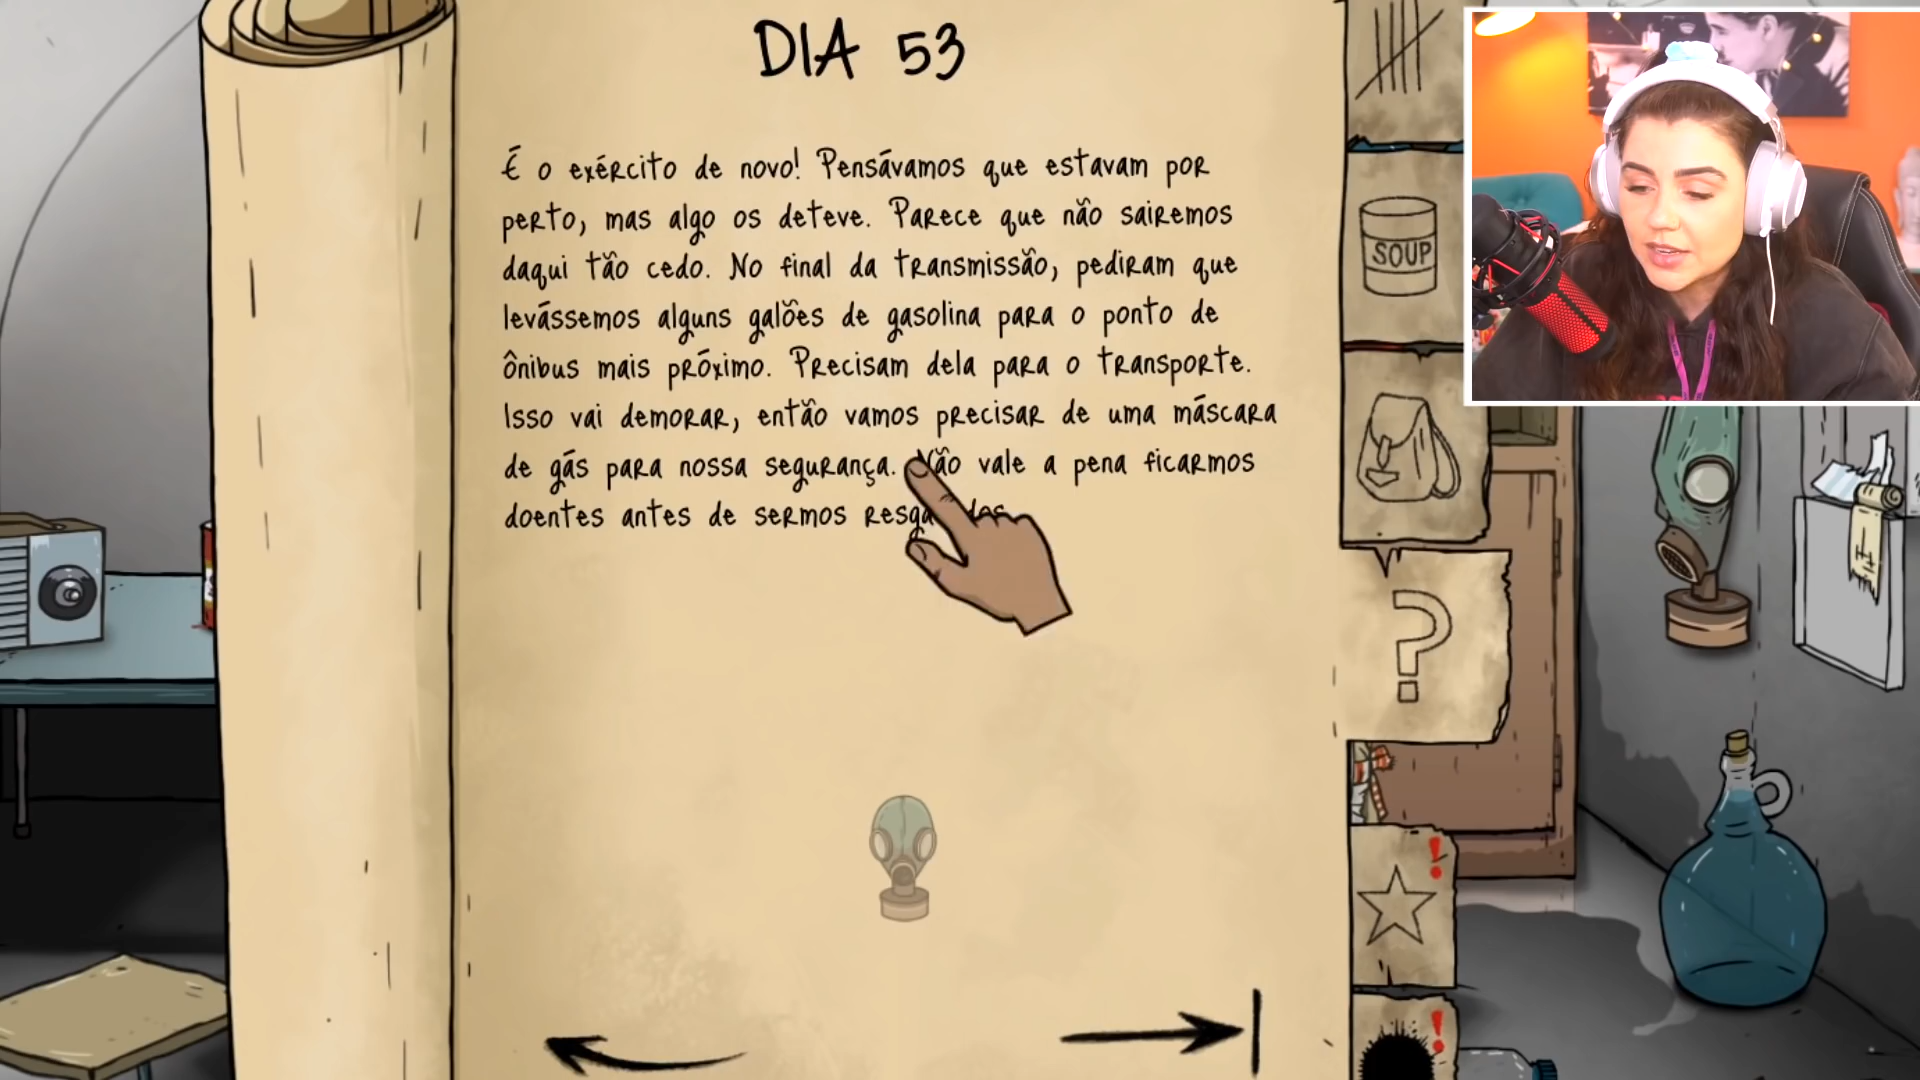 DIA 53
É o exército de novo! Pensávamos que estavam por
perto, mas algo os deteve. Parece que não sairemos
daqui tão cedo. No final da transmissão, pediram que
levássemos alguns galões de gasolina para o ponto de
ônibus mais próximo. Precisam dela para o transporte.
Isso vai demorar, então vamos precisar de uma máscara
de gás para nossa segurança. Não vale a pena ficarmos
doentes antes de sermos
SOUP
?
!
!